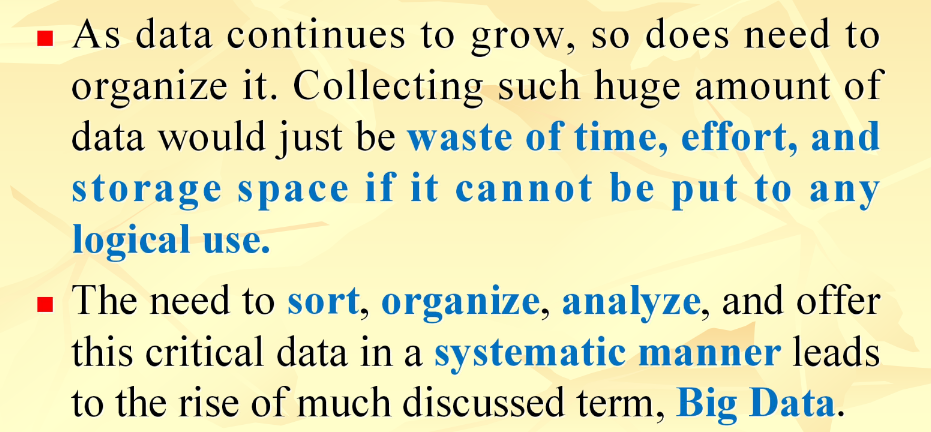 As data continues to grow, so does need to
organize it. Collecting such huge amount of
data would just be waste of time, effort, and
storage space if it cannot be put to any
logical use.
The need to sort, organize, analyze, and offer
this critical data in a systematic manner leads
to the rise of much discussed term, Big Data.